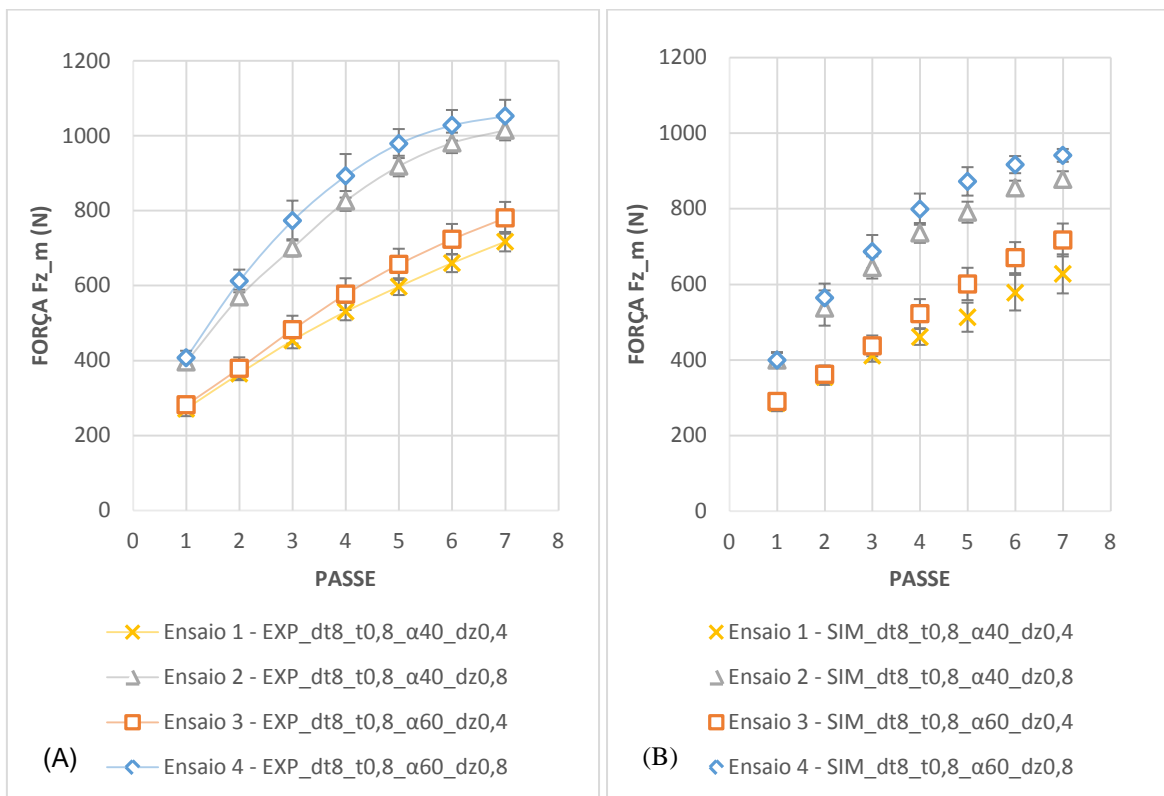 1200
1000
800
600
400
200
0
FORÇA Fz_m (N)
0 1 2 3 4 5 6 7 8
PASSE
Ensaio 1 - EXP_dt8_t0,8_α40_dz0,4
Ensaio 2 - EXP_dt8_t0,8_α40_dz0,8
Ensaio 3 - EXP_dt8_t0,8_α60_dz0,4
Ensaio 4 - EXP_dt8_t0,8_α60_dz0,8
(A)
1200
1000
800
600
400
200
0
FORÇA Fz_m (N)
0 1 2 3 4 5 6 7 8
PASSE
Ensaio 1 - SIM_dt8_t0,8_α40_dz0,4
Ensaio 2 - SIM_dt8_t0,8_α40_dz0,8
Ensaio 3 - SIM_dt8_t0,8_α60_dz0,4
Ensaio 4 - SIM_dt8_t0,8_α60_dz0,8
(B)